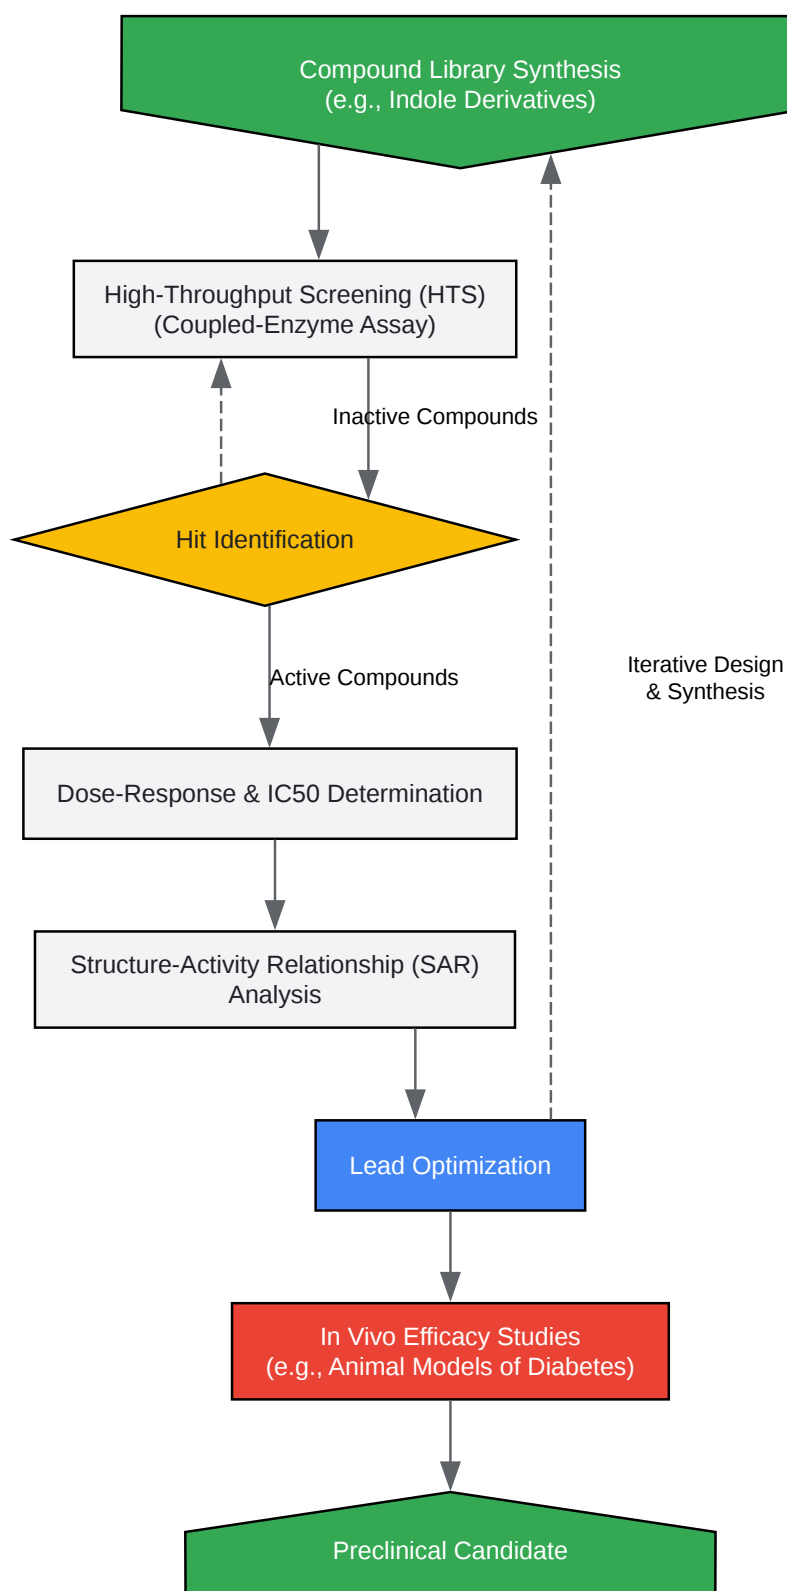 Compound Library Synthesis
(e.g., Indole Derivatives)
High-Throughput Screening (HTS)
(Coupled-Enzyme Assay)
Inactive Compounds
Hit Identification
Active Compounds
Iterative Design
& Synthesis
Dose-Response & IC50 Determination
Structure-Activity Relationship (SAR)
Analysis
Lead Optimization
In Vivo Efficacy Studies
(e.g., Animal Models of Diabetes)
Preclinical Candidate